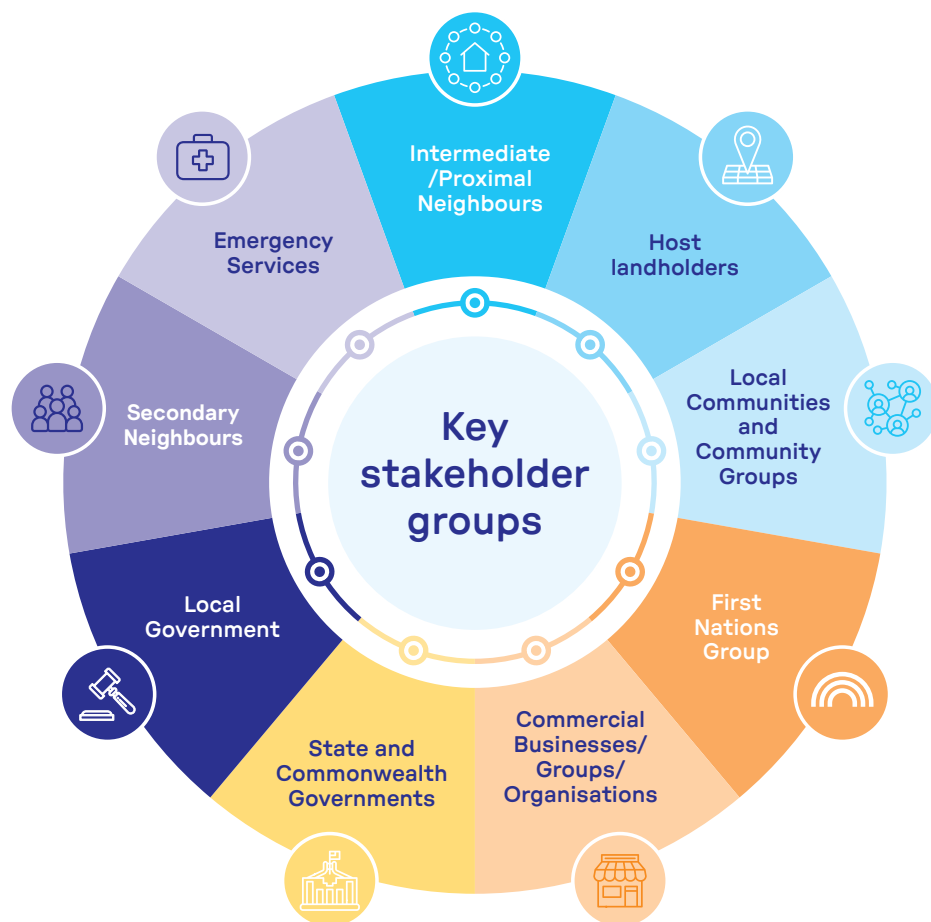 Key
stakeholder
groups
Intermediate
/Proximal
Neighbours
Host
landholders
Local
Communities
and
Community
Groups
First
Nations
Group
Commercial
Businesses/
Groups/
Organisations
State and
Commonwealth
Governments
Local
Government
Secondary
Neighbours
Emergency
Services